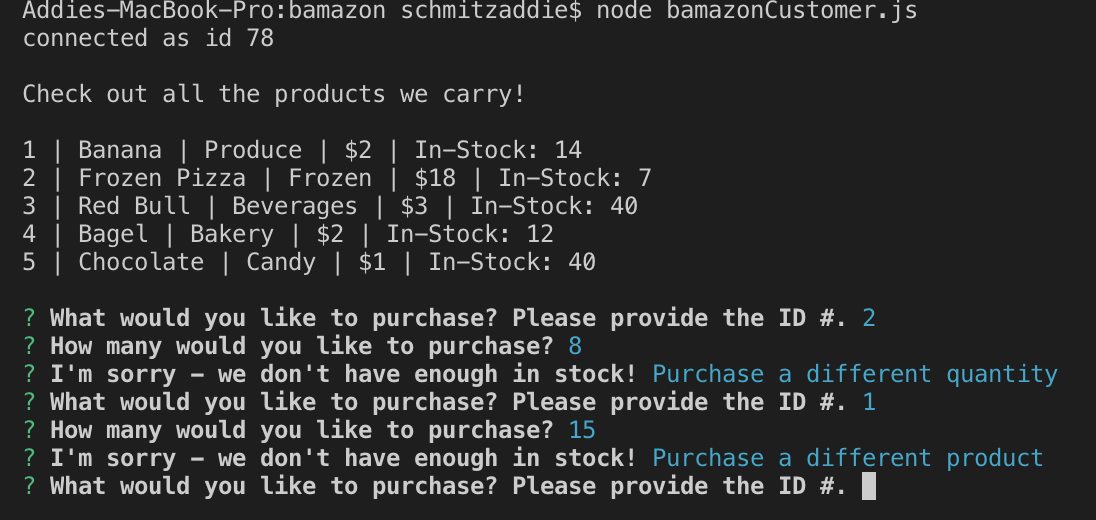 Addies-MacBook-Pro:bamazon schmitzaddie$ node bamazonCustomer.js
connected as id 78
Check out all the products we carry!
1 | Banana | Produce | $2 | In-Stock: 14
2 | Frozen Pizza | Frozen | $18 | In-Stock: 7
3 | Red Bull | Beverages | $3 | In-Stock: 40
4 | Bagel | Bakery | $2 | In-Stock: 12
5 | Chocolate | Candy | $1 | In-Stock: 40
? What would you like to purchase? Please provide the ID #. 2
? How many would you like to purchase? 8
? I'm sorry – we don't have enough in stock! Purchase a different quantity
? What would you like to purchase? Please provide the ID #. 1
? How many would you like to purchase? 15
? I'm sorry – we don't have enough in stock! Purchase a different product
? What would you like to purchase? Please provide the ID #.